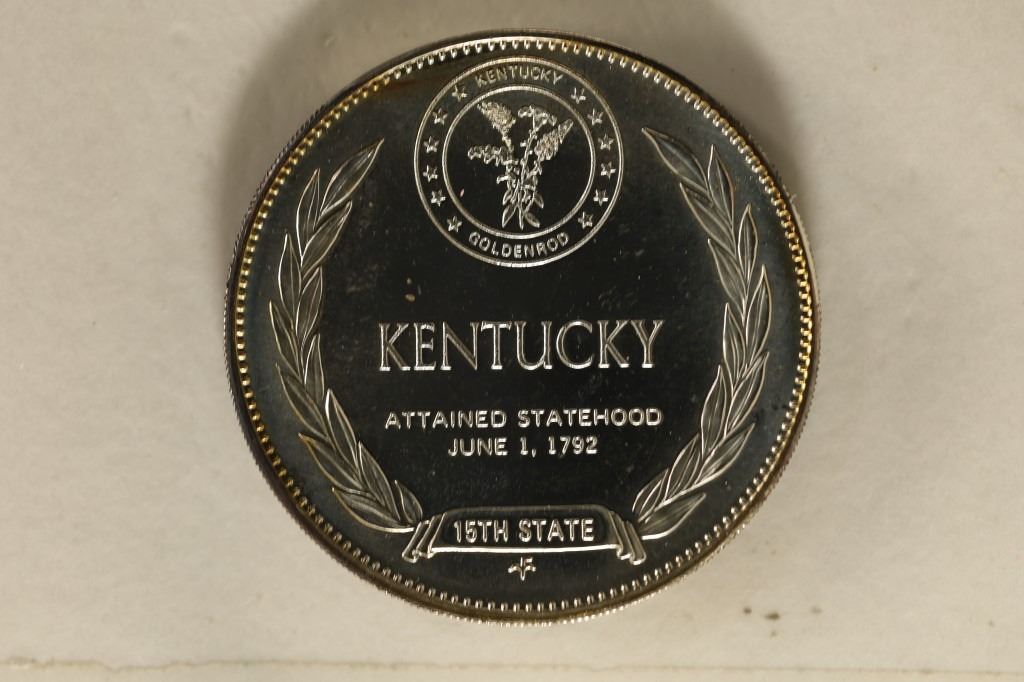 KENTUCKY
GOLDENROD
KENTUCKY
ATTAINED STATEHOOD
JUNE 1, 1792
15TH STATE